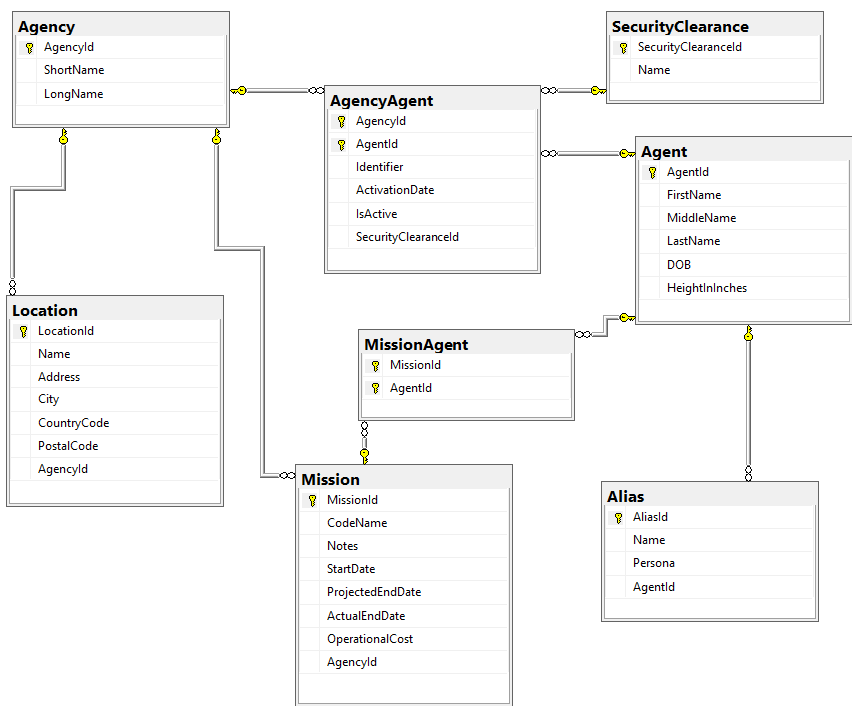 Agency
AgencyId
ShortName
LongName
SecurityClearance
SecurityClearanceId
Name
AgencyAgent
AgencyId
AgentId
Identifier
ActivationDate
IsActive
SecurityClearanceId
Agent
AgentId
FirstName
MiddleName
LastName
DOB
HeightInInches
Location
LocationId
Name
Address
City
CountryCode
PostalCode
AgencyId
MissionAgent
MissionId
AgentId
Mission
MissionId
CodeName
Notes
StartDate
ProjectedEndDate
ActualEndDate
OperationalCost
AgencyId
Alias
AliasId
Name
Persona
AgentId